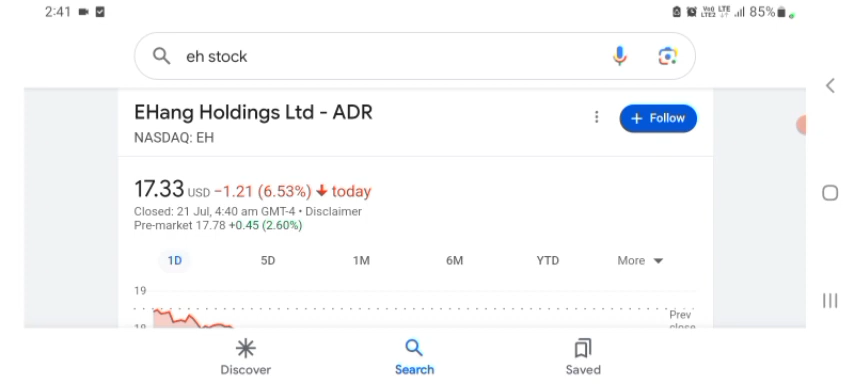 2:41 85%
eh stock
EHang Holdings Ltd - ADR
+ Follow
NASDAQ: EH
17.33 USD −1.21 (6.53%) ↓ today
Closed: 21 Jul, 4:40 am GMT-4 • Disclaimer
Pre-market 17.78 +0.45 (2.60%)
1D 5D 1M 6M YTD More
19
Prev
close
18
Discover Search Saved